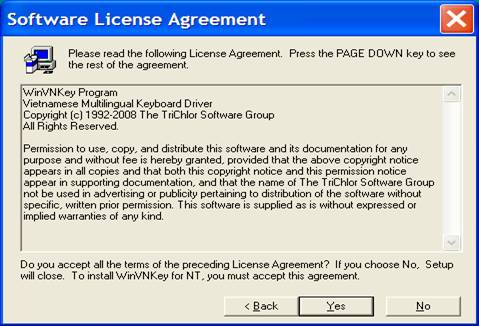 Software License Agreement
Please read the following License Agreement. Press the PAGE DOWN key to see
the rest of the agreement.
WinVNKey Program
Vietnamese Multilingual Keyboard Driver
Copyright (c) 1992-2008 The TriChlor Software Group
All Rights Reserved.
Permission to use, copy, and distribute this software and its documentation for any
purpose and without fee is hereby granted, provided that the above copyright notice
appears in all copies and that both this copyright notice and this permission notice
appear in supporting documentation, and that the name of The TriChlor Software Group
not be used in advertising or publicity pertaining to distribution of the software without
specific, written prior permission. This software is supplied as is without expressed or
implied warranties of any kind.
Do you accept all the terms of the preceding License Agreement? If you choose No, Setup
will close. To install WinVNKey for NT, you must accept this agreement.
< Back Yes No